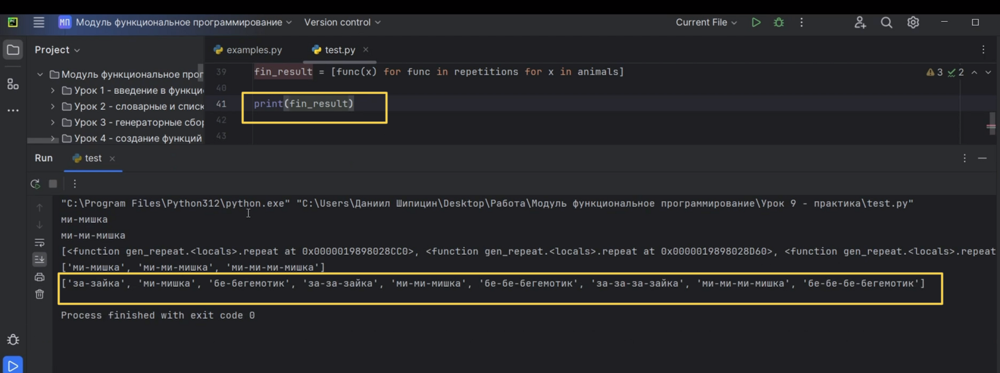 PC МП Модуль функциональное программирование Version control Current File
Project examples.py test.py
Модуль функциональное прог
Урок 1 - введение в функци
Урок 2 - словарные и списк
Урок 3 - генераторные сбор
Урок 4 - создание функций
39 fin_result = [func(x) for func in repetitions for x in animals] 3 2
40
41 print(fin_result)
42
43
Run test
"C:\Program Files\Python312\python.exe" "C:\Users\Даниил Шипицин\Desktop\Работа\Модуль функциональное программирование\Урок 9 - практика\test.py"
ми-мишка
ми-ми-мишка
[<function gen_repeat.<locals>.repeat at 0x0000019898028CC0>, <function gen_repeat.<locals>.repeat at 0x0000019898028D60>, <function gen_repeat.<locals>.repeat
['ми-мишка', 'ми-ми-мишка', 'ми-ми-ми-мишка']
['за-зайка', 'ми-мишка', 'бе-бегемотик', 'за-за-зайка', 'ми-ми-мишка', 'бе-бе-бегемотик', 'за-за-за-зайка', 'ми-ми-ми-мишка', 'бе-бе-бе-бегемотик']
Process finished with exit code 0